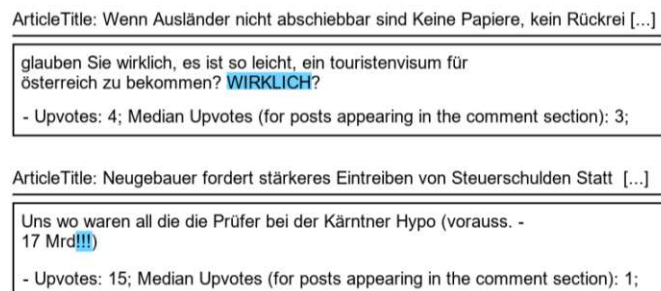 ArticleTitle: Wenn Ausländer nicht abschiebbar sind Keine Papiere, kein Rückrei [...]
glauben Sie wirklich, es ist so leicht, ein touristenvisum für
österreich zu bekommen? WIRKLICH?
- Upvotes: 4; Median Upvotes (for posts appearing in the comment section): 3;
ArticleTitle: Neugebauer fordert stärkeres Eintreiben von Steuerschulden Statt [...]
Uns wo waren all die die Prüfer bei der Kärntner Hypo (vorauss. -
17 Mrd!!!)
- Upvotes: 15; Median Upvotes (for posts appearing in the comment section): 1;